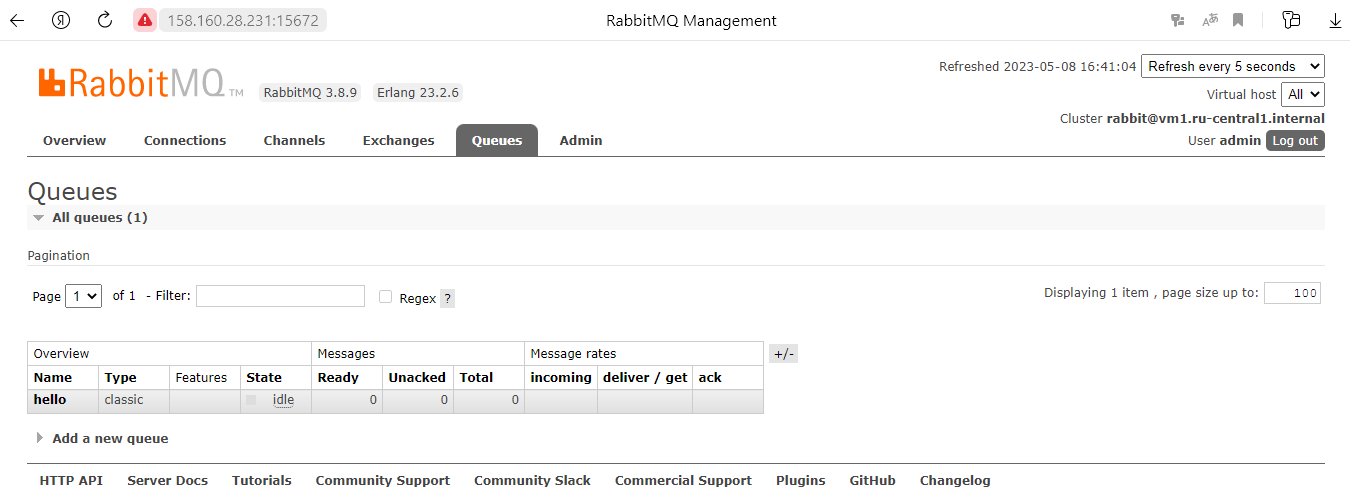 158.160.28.231:15672 RabbitMQ Management
Refreshed 2023-05-08 16:41:04 Refresh every 5 seconds
RabbitMQ TM RabbitMQ 3.8.9 Erlang 23.2.6
Virtual host All
Cluster rabbit@vm1.ru-central1.internal
User admin Log out
Overview Connections Channels Exchanges Queues Admin
Queues
All queues (1)
Pagination
Page 1 of 1 - Filter: Regex ? Displaying 1 item , page size up to: 100
Overview Messages Message rates +/-
Name Type Features State Ready Unacked Total incoming deliver / get ack
hello classic idle 0 0 0
Add a new queue
HTTP API Server Docs Tutorials Community Support Community Slack Commercial Support Plugins GitHub Changelog